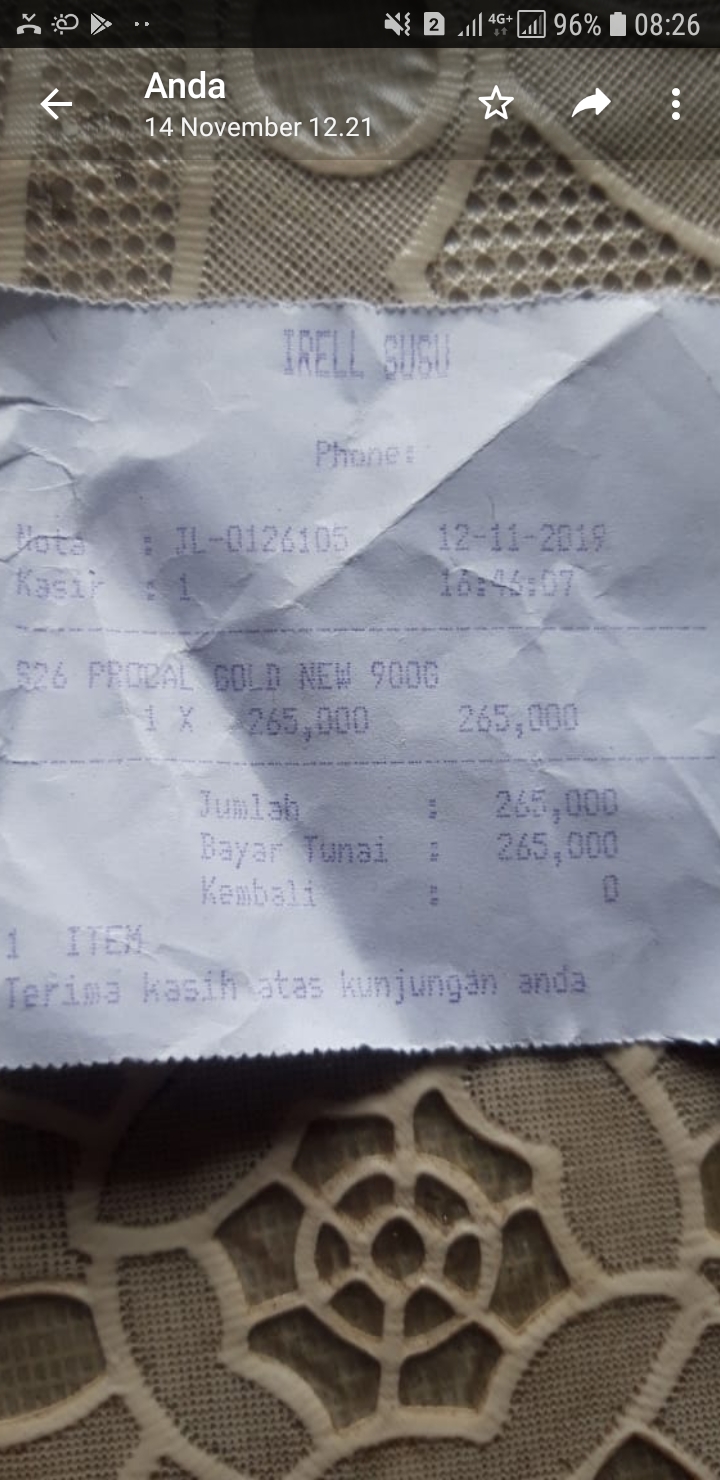 2 4G+ 96% 08:26
Anda
14 November 12.21
IRELL SUSU
Phone:
Nota : JL-0126105 12-11-2019
Kasir : 1 16:46:07
S26 PROCAL GOLD NEW 900G
1 X 265,000 265,000
Jumlah : 265,000
Bayar Tunai : 265,000
Kembali : 0
1 ITEM
Terima kasih atas kunjungan anda